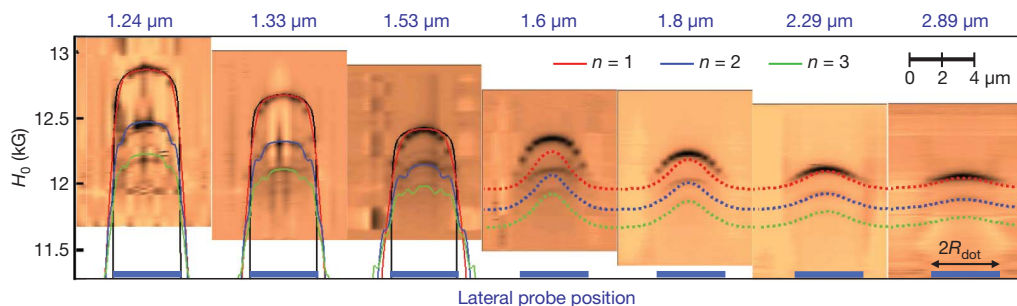 1.24 µm 1.33 µm 1.53 µm 1.6 µm 1.8 µm 2.29 µm 2.89 µm
13
12.5
12
11.5
H₀ (kG)
n = 1 n = 2 n = 3
0 2 4 µm
2R_dot
Lateral probe position